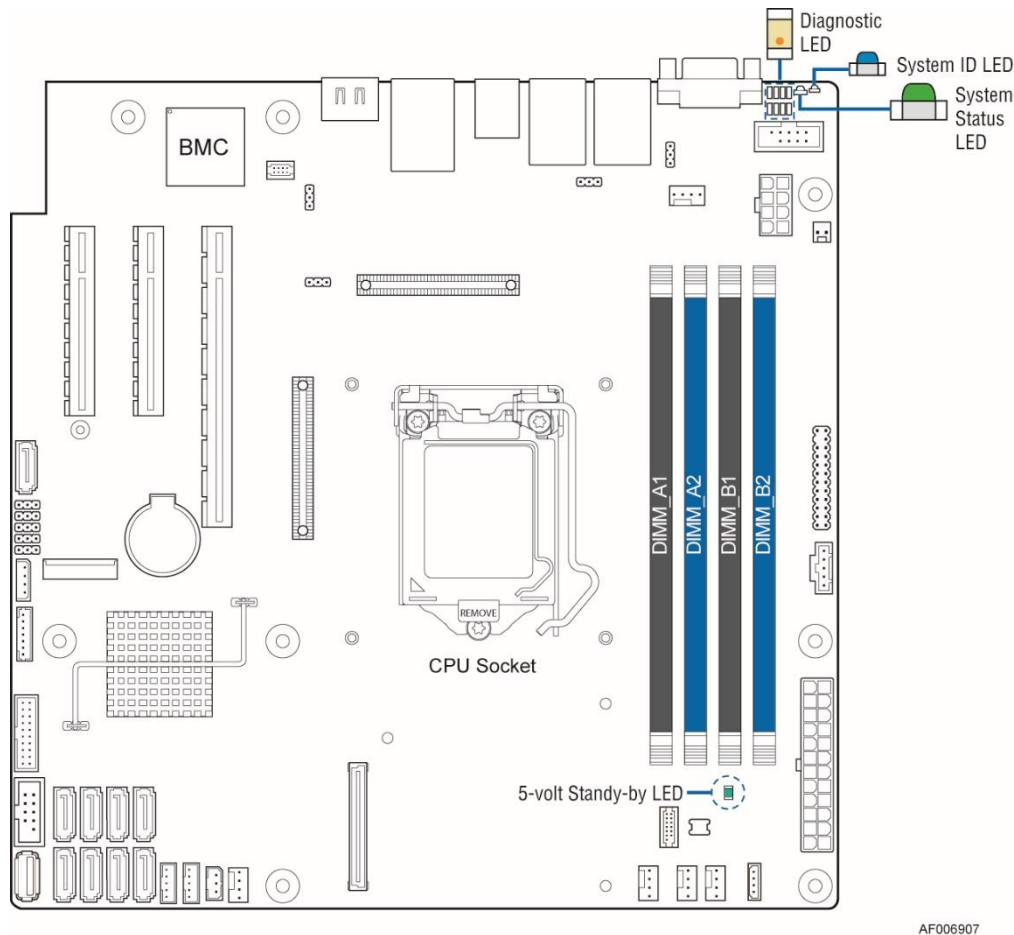 Diagnostic
LED
System ID LED
System
Status
LED
BMC
DIMM_A1
DIMM_A2
DIMM_B1
DIMM_B2
REMOVE
CPU Socket
5-volt Standy-by LED
AF006907